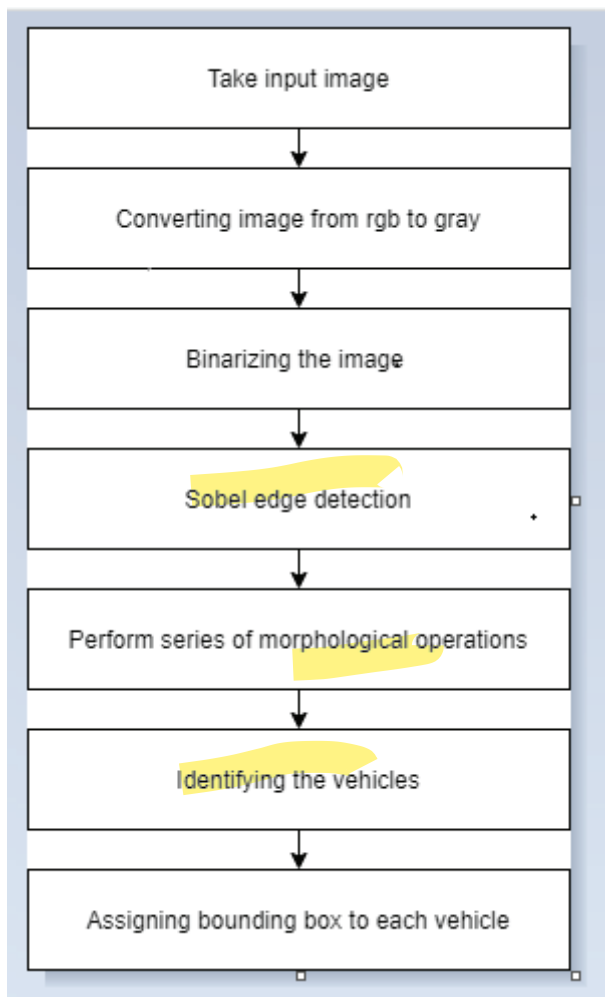 Take input image
Converting image from rgb to gray
Binarizing the image
Sobel edge detection
Perform series of morphological operations
Identifying the vehicles
Assigning bounding box to each vehicle